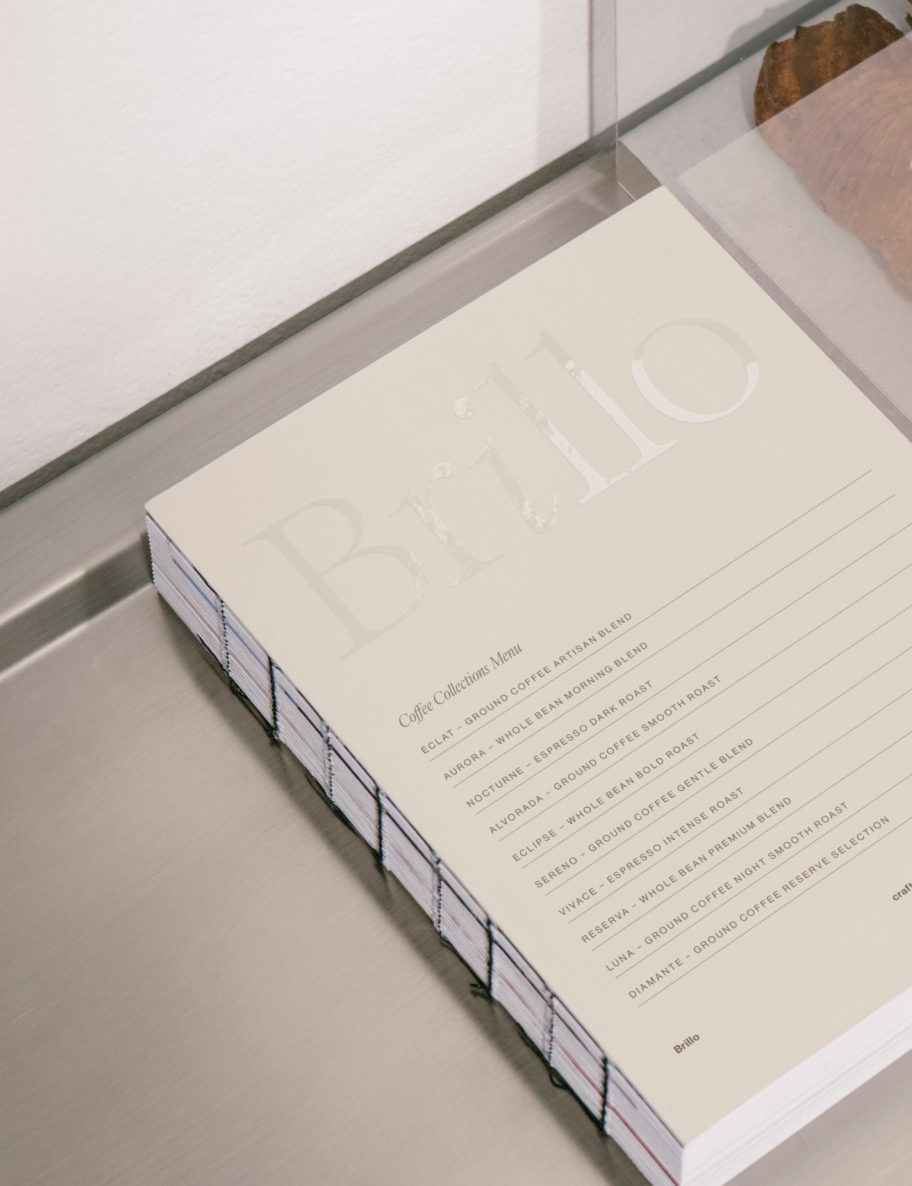 Brillo
Coffee Collections Menu
ECLAT - GROUND COFFEE ARTISAN BLEND
AURORA - WHOLE BEAN MORNING BLEND
NOCTURNE - ESPRESSO DARK ROAST
ALVORADA - GROUND COFFEE SMOOTH ROAST
ECLIPSE - WHOLE BEAN BOLD ROAST
SERENO - GROUND COFFEE GENTLE BLEND
VIVACE - ESPRESSO INTENSE ROAST
RESERVA - WHOLE BEAN PREMIUM BLEND
LUNA - GROUND COFFEE NIGHT SMOOTH ROAST
DIAMANTE - GROUND COFFEE RESERVE SELECTION
Brillo